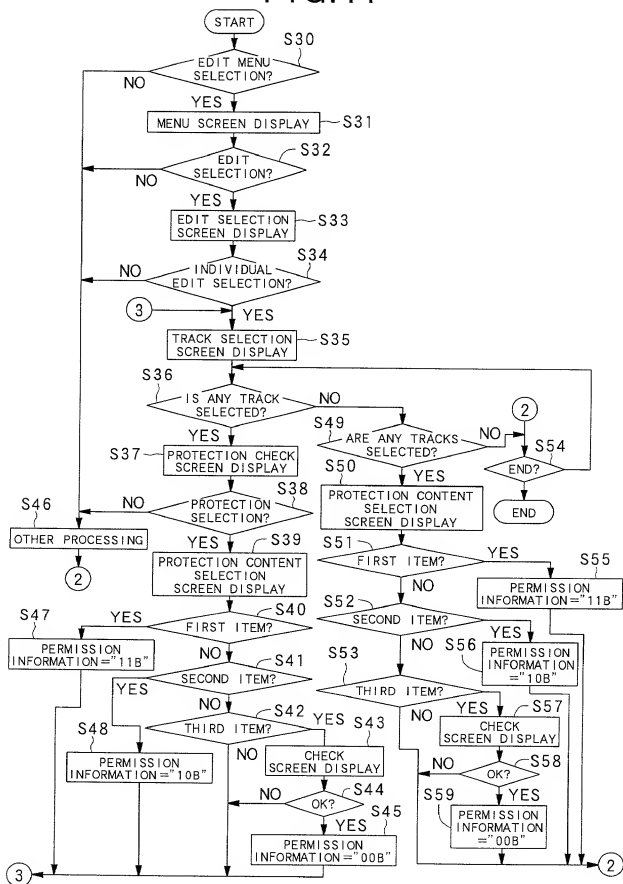 START
S30
EDIT MENU
SELECTION?
NO
YES
MENU SCREEN DISPLAY
S31
S32
EDIT
SELECTION?
NO
YES
S33
EDIT SELECTION
SCREEN DISPLAY
S34
INDIVIDUAL
EDIT SELECTION?
NO
3
YES
S35
TRACK SELECTION
SCREEN DISPLAY
S36
IS ANY TRACK
SELECTED?
NO
YES
S37
PROTECTION CHECK
SCREEN DISPLAY
S38
PROTECTION
SELECTION?
NO
YES
S46
OTHER PROCESSING
2
S39
PROTECTION CONTENT
SELECTION
SCREEN DISPLAY
S40
FIRST ITEM?
YES
NO
S47
PERMISSION
INFORMATION="11B"
S41
SECOND ITEM?
YES
NO
S48
PERMISSION
INFORMATION="10B"
S42
THIRD ITEM?
YES
NO
S43
CHECK
SCREEN DISPLAY
S44
OK?
NO
YES
S45
PERMISSION
INFORMATION="00B"
3
S49
ARE ANY TRACKS
SELECTED?
NO
YES
2
S54
END?
END
S50
PROTECTION CONTENT
SELECTION
SCREEN DISPLAY
S51
FIRST ITEM?
YES
NO
S55
PERMISSION
INFORMATION="11B"
S52
SECOND ITEM?
YES
NO
S56
PERMISSION
INFORMATION
="10B"
S53
THIRD ITEM?
YES
NO
S57
CHECK
SCREEN DISPLAY
S58
OK?
NO
YES
S59
PERMISSION
INFORMATION
="00B"
2